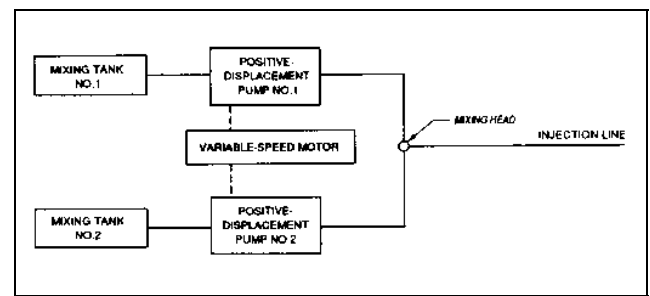 MIXING TANK
NO.1
POSITIVE-
DISPLACEMENT
PUMP NO.1
VARIABLE-SPEED MOTOR
MIXING HEAD
INJECTION LINE
MIXING TANK
NO.2
POSITIVE-
DISPLACEMENT
PUMP NO 2